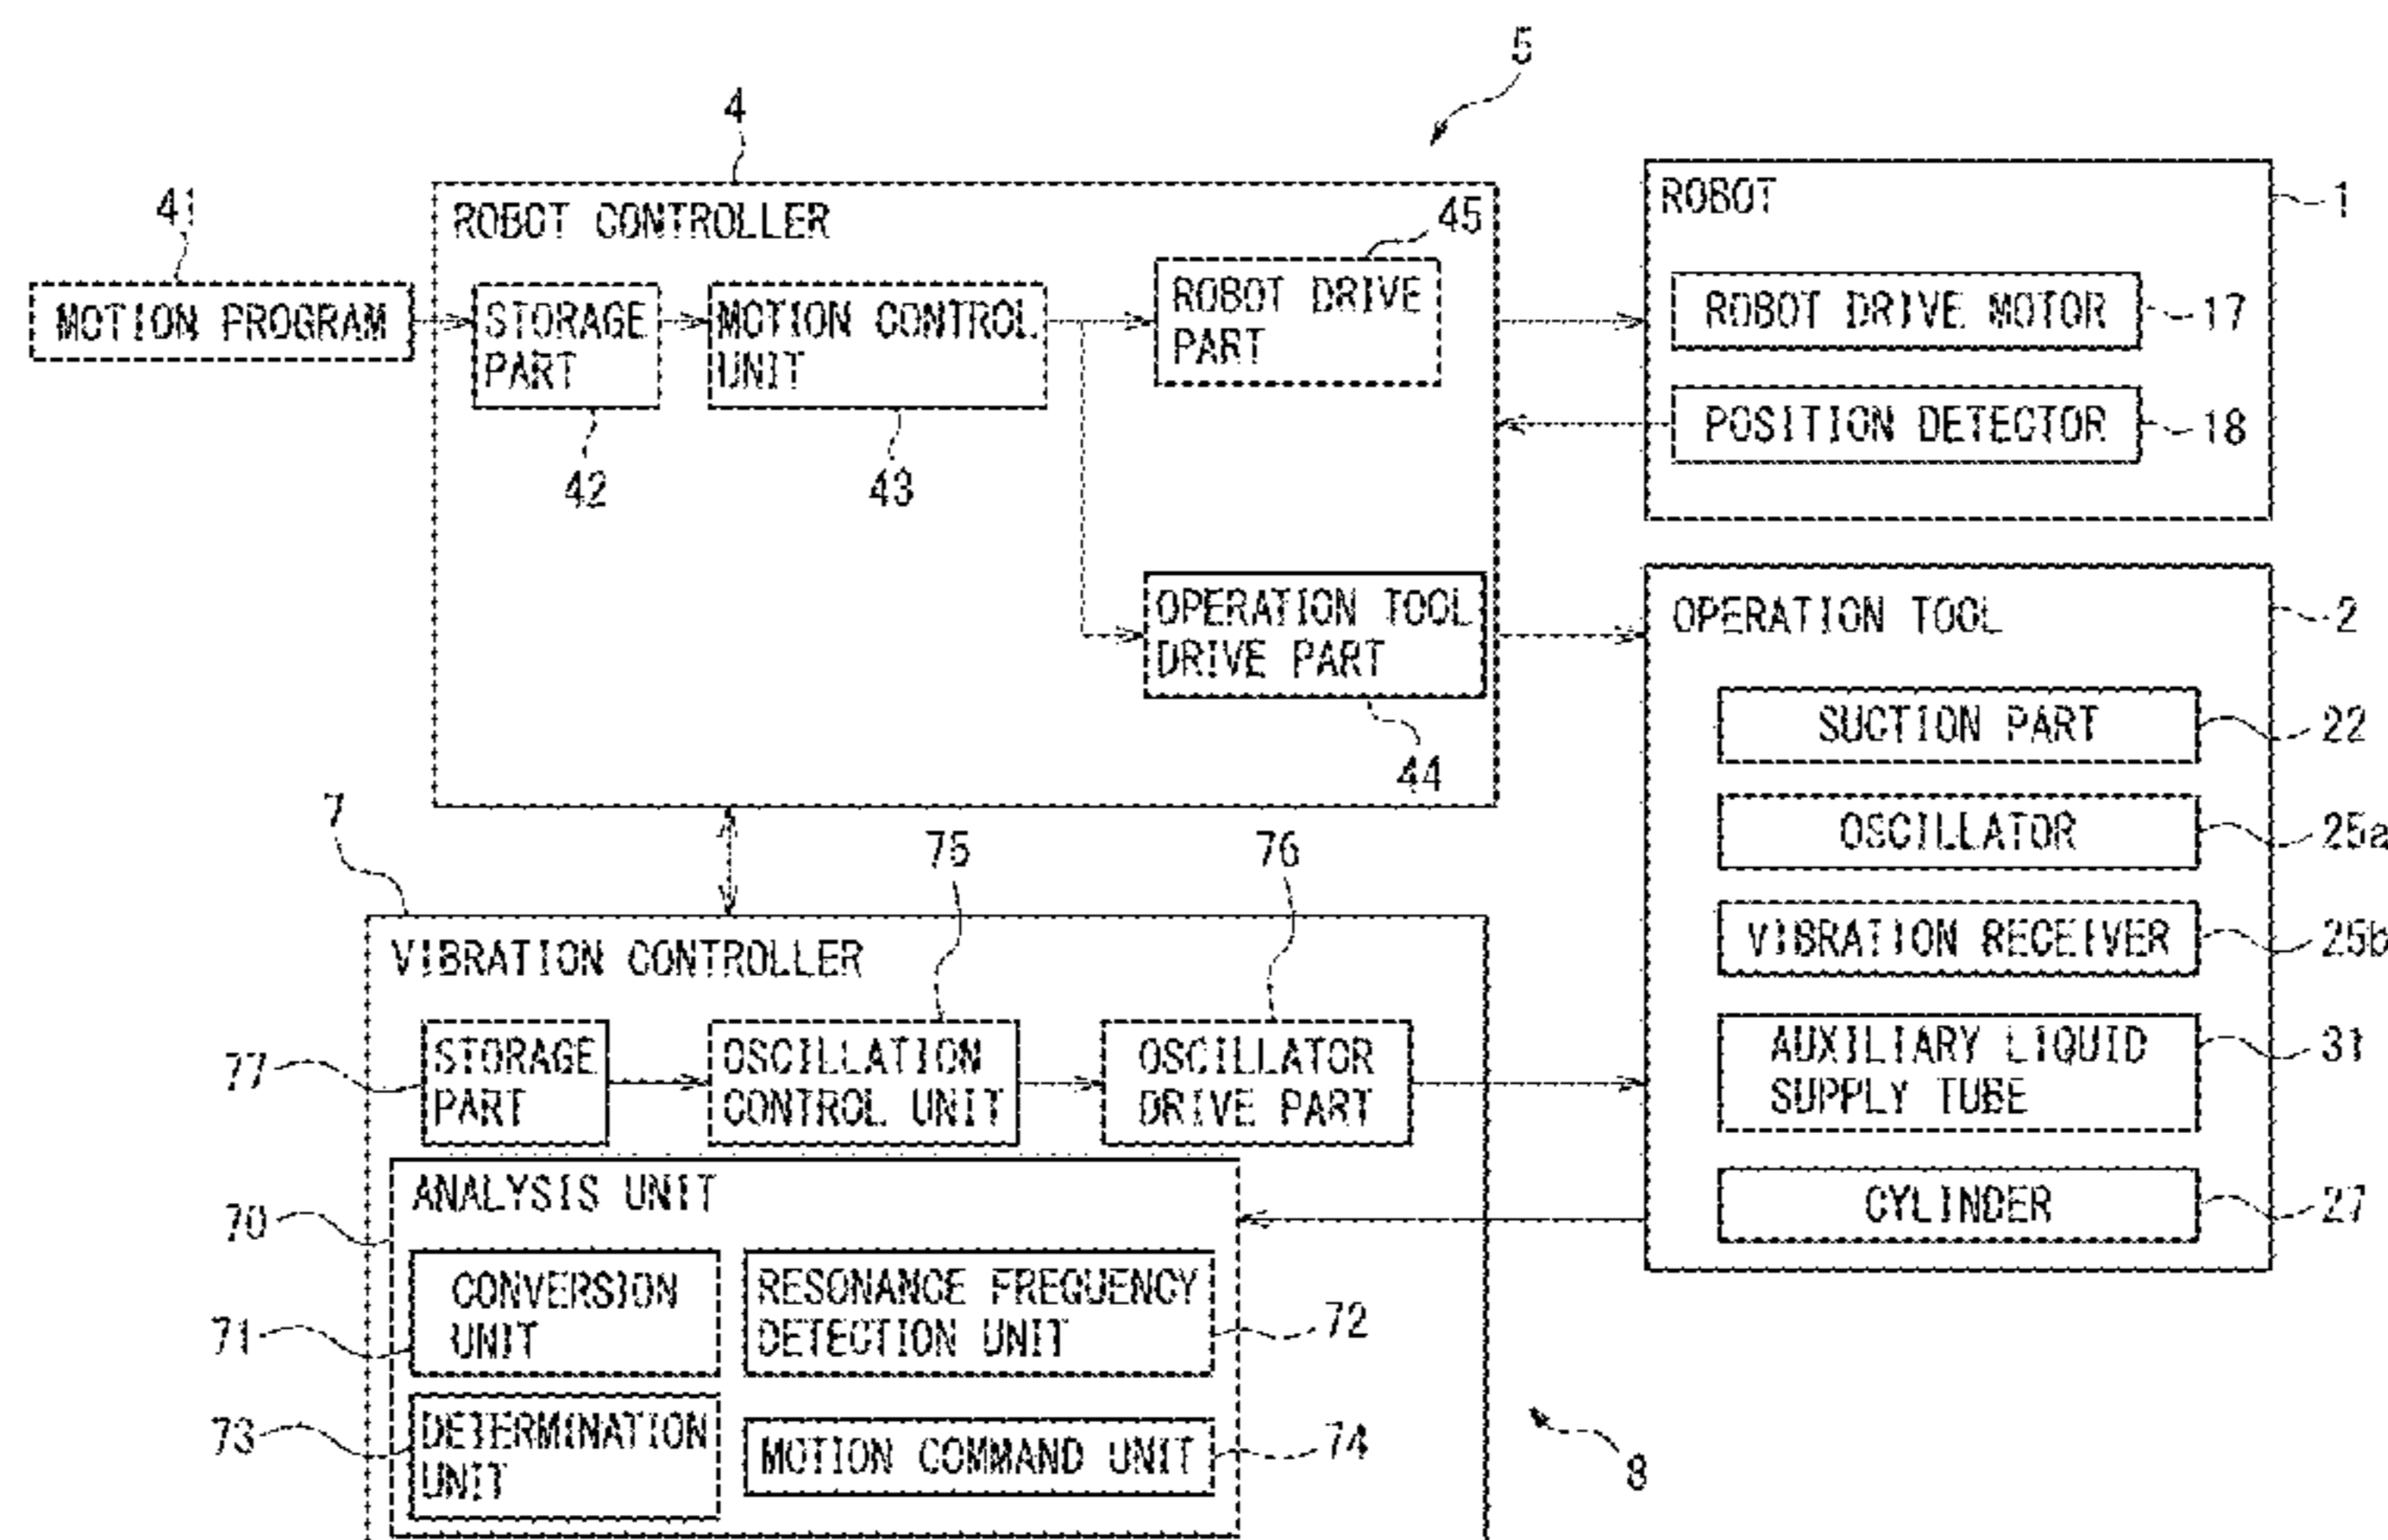 5
4
41
ROBOT CONTROLLER
45
ROBOT
1
MOTION PROGRAM
STORAGE
PART
MOTION CONTROL
UNIT
ROBOT DRIVE
PART
ROBOT DRIVE MOTOR
17
POSITION DETECTOR
18
42
43
OPERATION TOOL
DRIVE PART
44
OPERATION TOOL
2
SUCTION PART
22
OSCILLATOR
25a
VIBRATION RECEIVER
25b
AUXILIARY LIQUID
SUPPLY TUBE
31
CYLINDER
27
7
75
76
VIBRATION CONTROLLER
77
STORAGE
PART
OSCILLATION
CONTROL UNIT
OSCILLATOR
DRIVE PART
70
ANALYSIS UNIT
71
CONVERSION
UNIT
RESONANCE FREQUENCY
DETECTION UNIT
72
73
DETERMINATION
UNIT
MOTION COMMAND UNIT
74
8